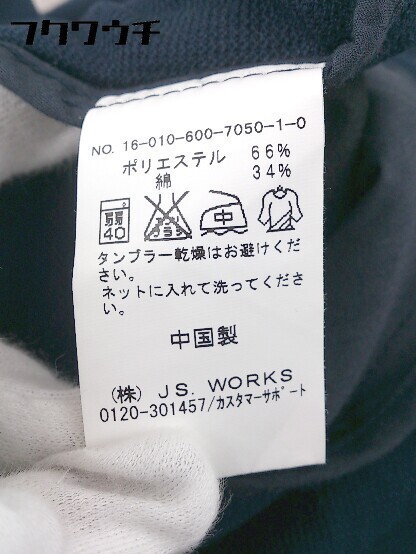 フクワウチ
NO. 16-010-600-7050-1-0
ポリエステル 66%
綿 34%
弱 40 中
タンブラー乾燥はお避けくだ
さい。
ネットに入れて洗ってください。
中国製
(株) J.S. WORKS
0120-301457/カスタマーサポート